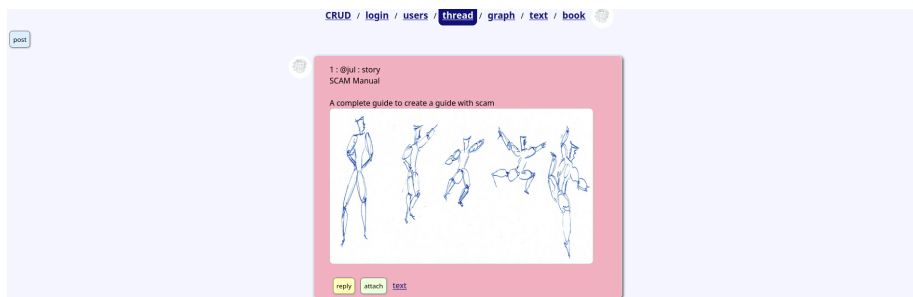 CRUD / login / users / thread / graph / text / book
post
1 : @jul : story
SCAM Manual
A complete guide to create a guide with scam
reply attach text